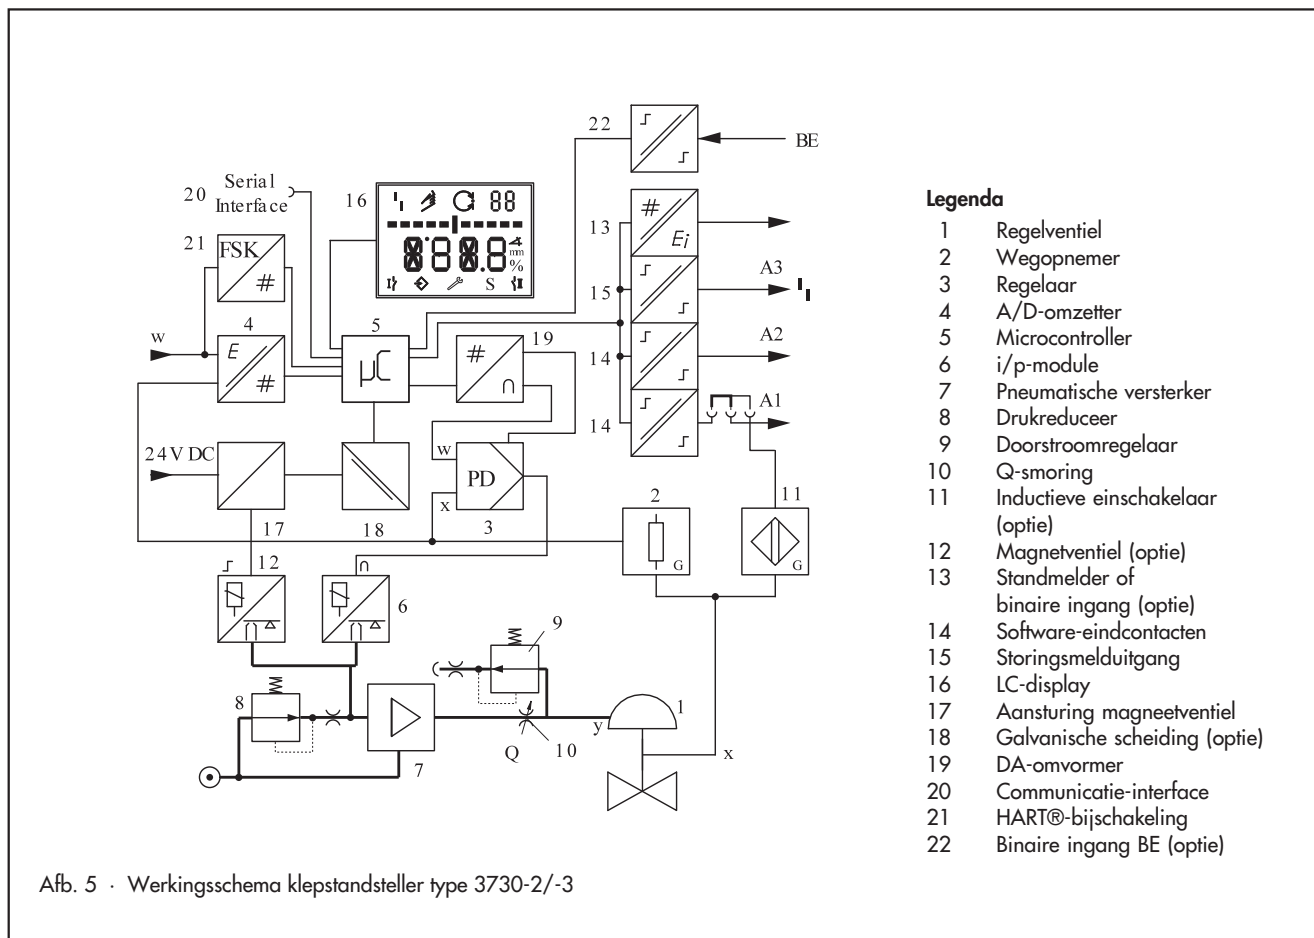 22
BE
20 Serial
Interface
16
88
8.8 8.8
mm
%
S
21
FSK
#
13
#
Ei
15
A3
w
4
E
#
5
µC
19
#
∩
14
A2
14
A1
24V DC
w
PD
x
3
17
18
2
G
11
G
12
∩
6
9
8
7
Q
10
y
1
x
Legenda
1 Regelventiel
2 Wegopnemer
3 Regelaar
4 A/D-omzetter
5 Microcontroller
6 i/p-module
7 Pneumatische versterker
8 Drukreduceer
9 Doorstroomregelaar
10 Q-smoring
11 Inductieve einschakelaar
(optie)
12 Magnetventiel (optie)
13 Standmelder of
binaire ingang (optie)
14 Software-eindcontacten
15 Storingsmelduitgang
16 LC-display
17 Aansturing magneetventiel
18 Galvanische scheiding (optie)
19 DA-omvormer
20 Communicatie-interface
21 HART®-bijschakeling
22 Binaire ingang BE (optie)
Afb. 5 · Werkingsschema klepstandsteller type 3730-2/-3